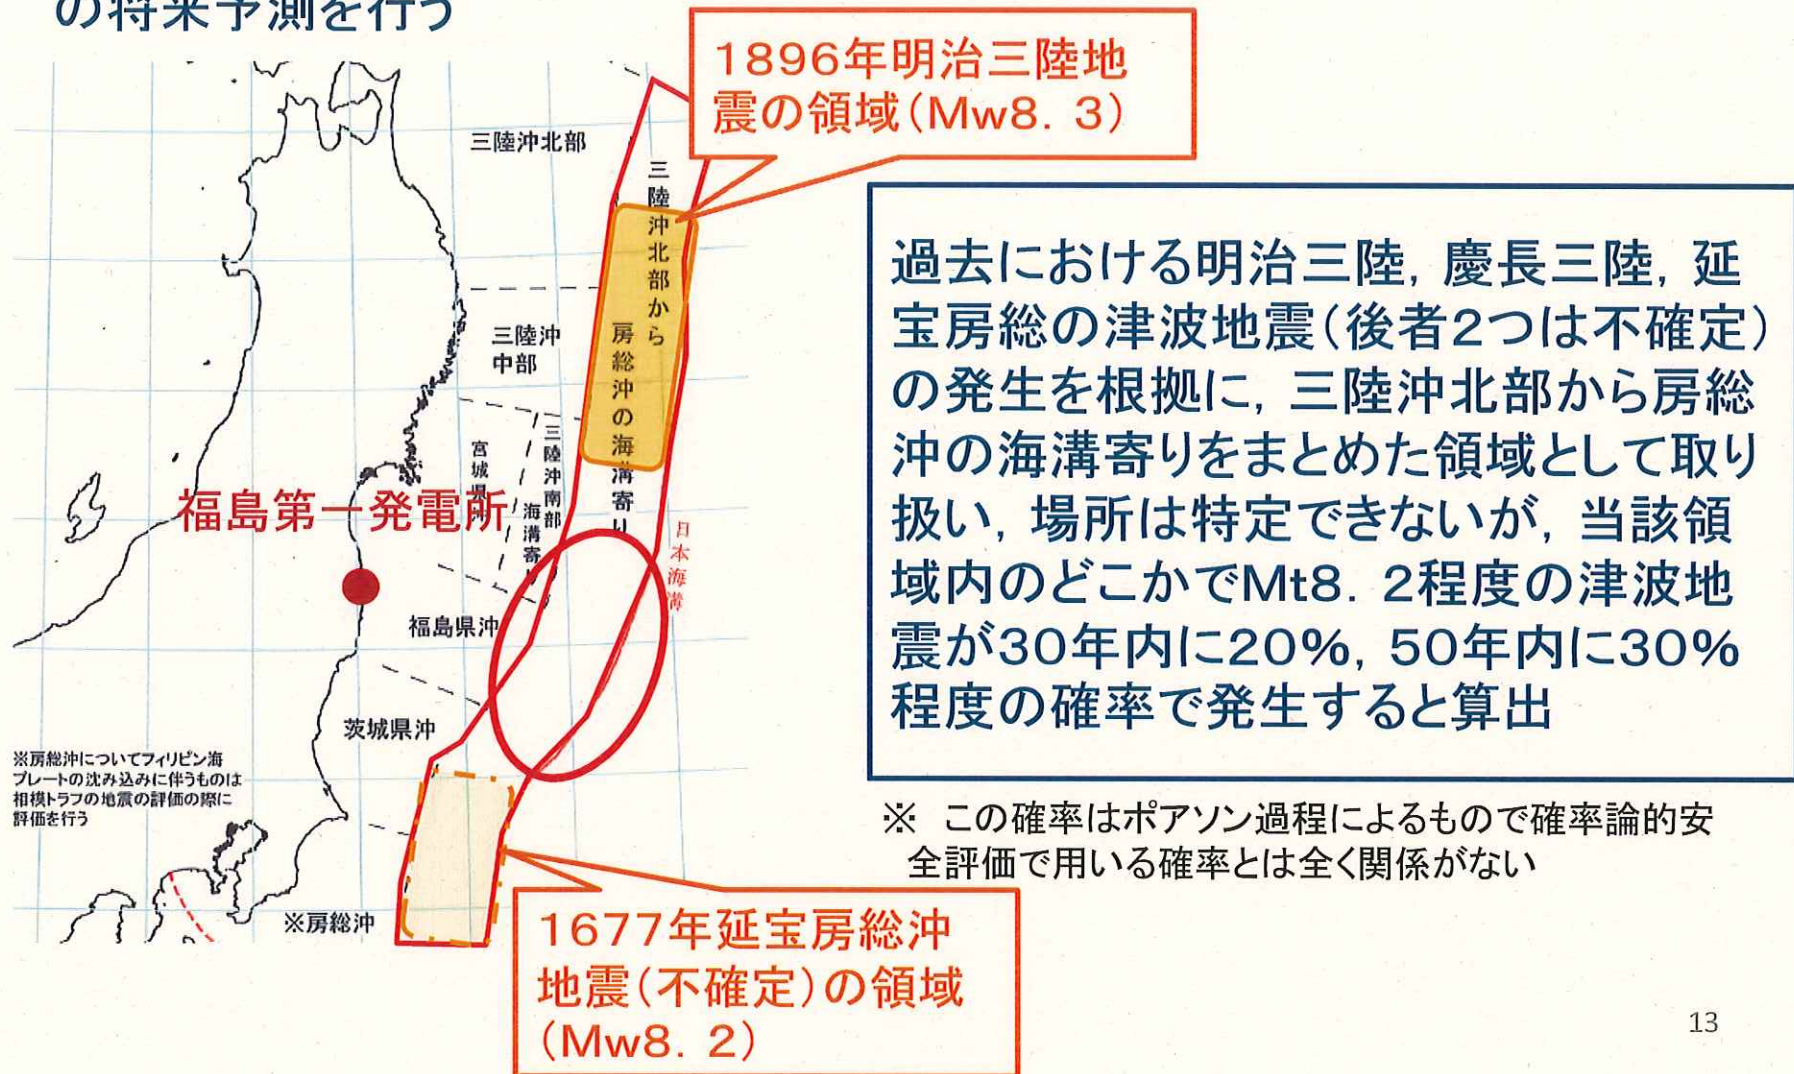 の将来予測を行う
1896年明治三陸地
震の領域(Mw8.3)
三陸沖北部
三陸沖北部から
房総沖の海溝寄り
過去における明治三陸,慶長三陸,延
宝房総の津波地震(後者2つは不確定)
の発生を根拠に,三陸沖北部から房総
沖の海溝寄りをまとめた領域として取り
扱い,場所は特定できないが,当該領
域内のどこかでMt8.2程度の津波地
震が30年内に20%,50年内に30%
程度の確率で発生すると算出
三陸沖
中部
三陸沖南部
海溝寄り
宮城県沖
福島第一発電所
日本海溝
福島県沖
茨城県沖
※房総沖についてフィリピン海
プレートの沈み込みに伴うものは
相模トラフの地震の評価の際に
評価を行う
※ この確率はポアソン過程によるもので確率論的安
全評価で用いる確率とは全く関係がない
※房総沖
1677年延宝房総沖
地震(不確定)の領域
(Mw8.2)
13